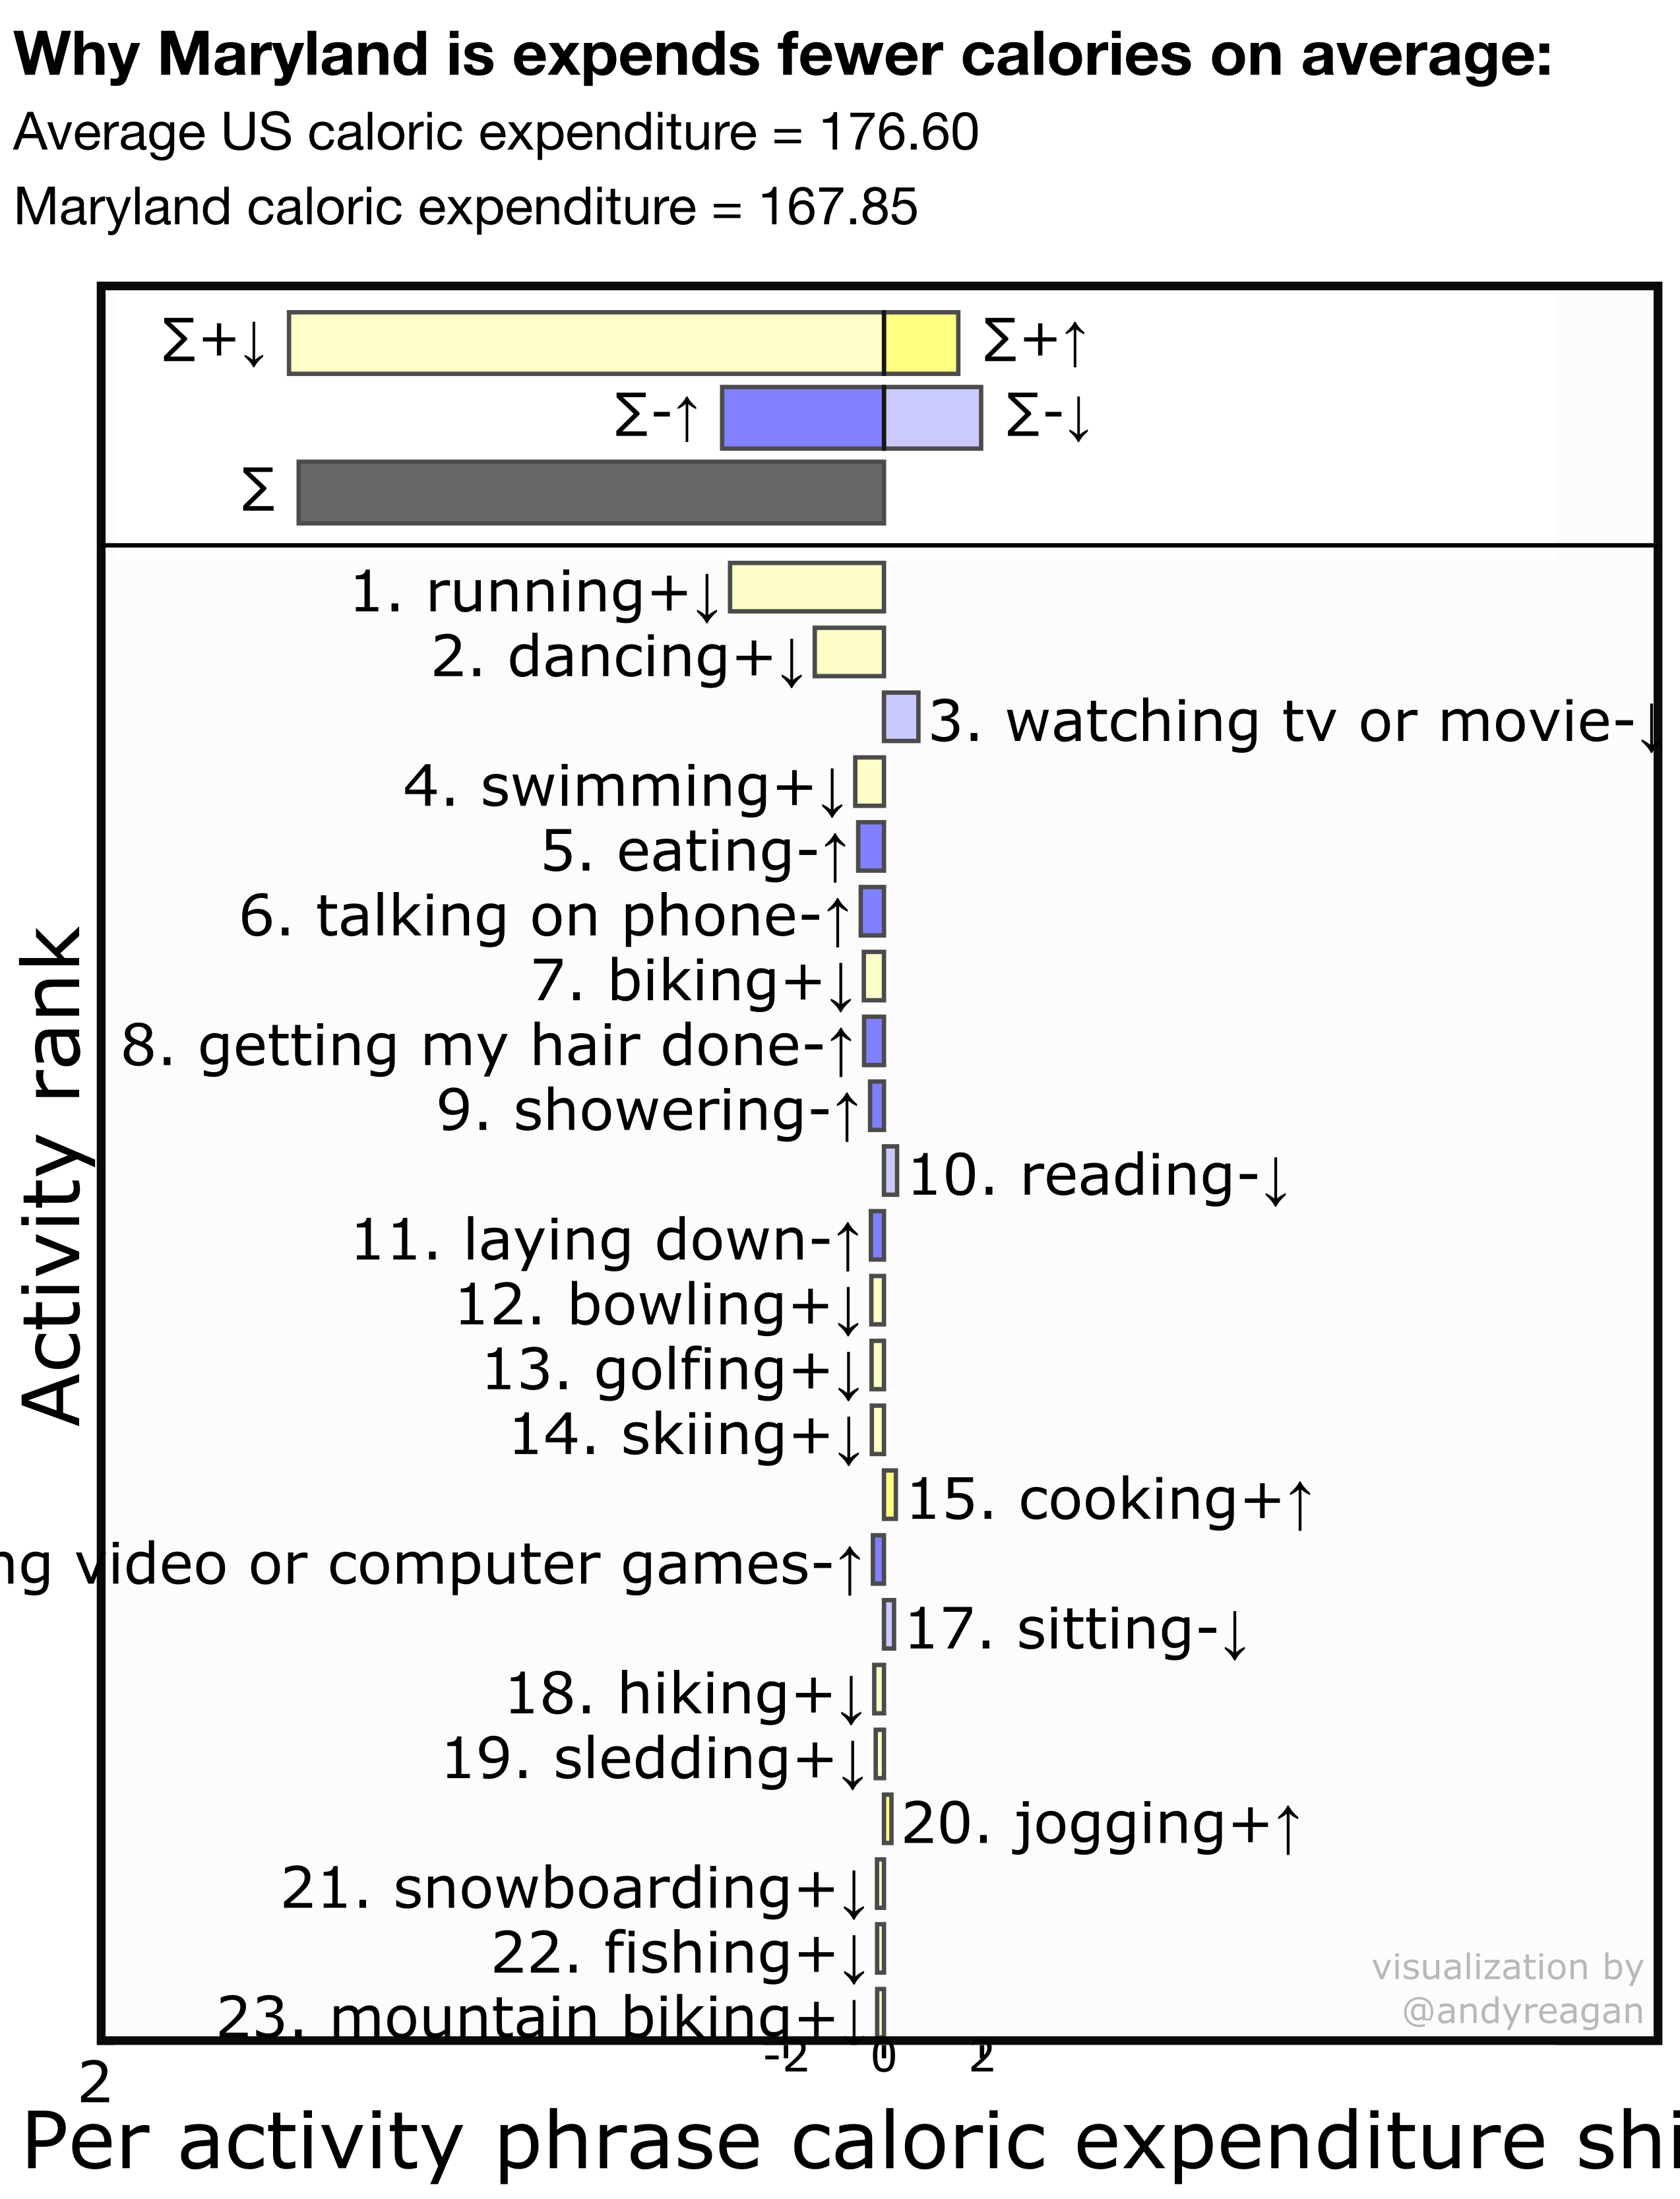 Why Maryland is expends fewer calories on average:
Average US caloric expenditure = 176.60
Maryland caloric expenditure = 167.85
∑+↓ ∑+↑
∑-↑ ∑-↓
∑
1. running+↓
2. dancing+↓
3. watching tv or movie-↓
4. swimming+↓
5. eating-↑
6. talking on phone-↑
7. biking+↓
8. getting my hair done-↑
9. showering-↑
10. reading-↓
11. laying down-↑
12. bowling+↓
13. golfing+↓
14. skiing+↓
15. cooking+↑
ng video or computer games-↑
17. sitting-↓
18. hiking+↓
19. sledding+↓
20. jogging+↑
21. snowboarding+↓
22. fishing+↓
23. mountain biking+↓
Activity rank
visualization by
@andyreagan
-2 0 2
2
Per activity phrase caloric expenditure shi